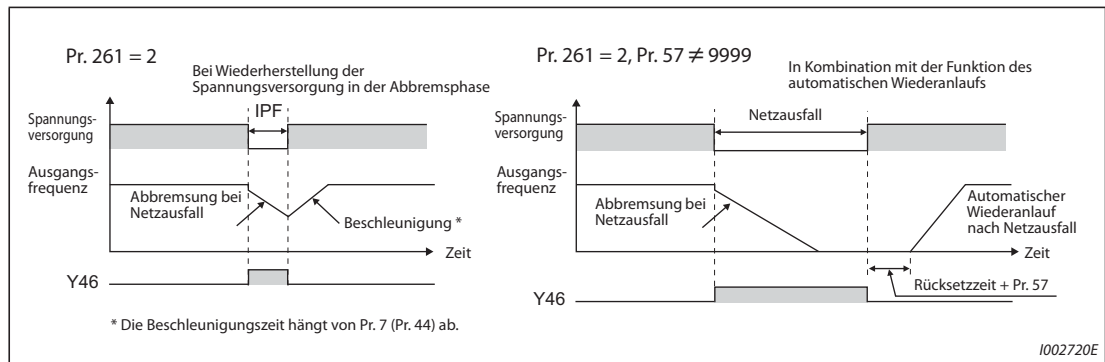 Pr. 261 = 2
Bei Wiederherstellung der
Spannungsversorgung in der Abbremsphase
IPF
Spannungs-
versorgung
Ausgangs-
frequenz
Abbremsung bei
Netzausfall
Beschleunigung *
Zeit
Y46
* Die Beschleunigungszeit hängt von Pr. 7 (Pr. 44) ab.
Pr. 261 = 2, Pr. 57 ≠ 9999
In Kombination mit der Funktion des
automatischen Wiederanlaufs
Netzausfall
Spannungs-
versorgung
Ausgangs-
frequenz
Abbremsung bei
Netzausfall
Automatischer
Wiederanlauf
nach Netzausfall
Zeit
Rücksetzzeit + Pr. 57
Y46
I002720E